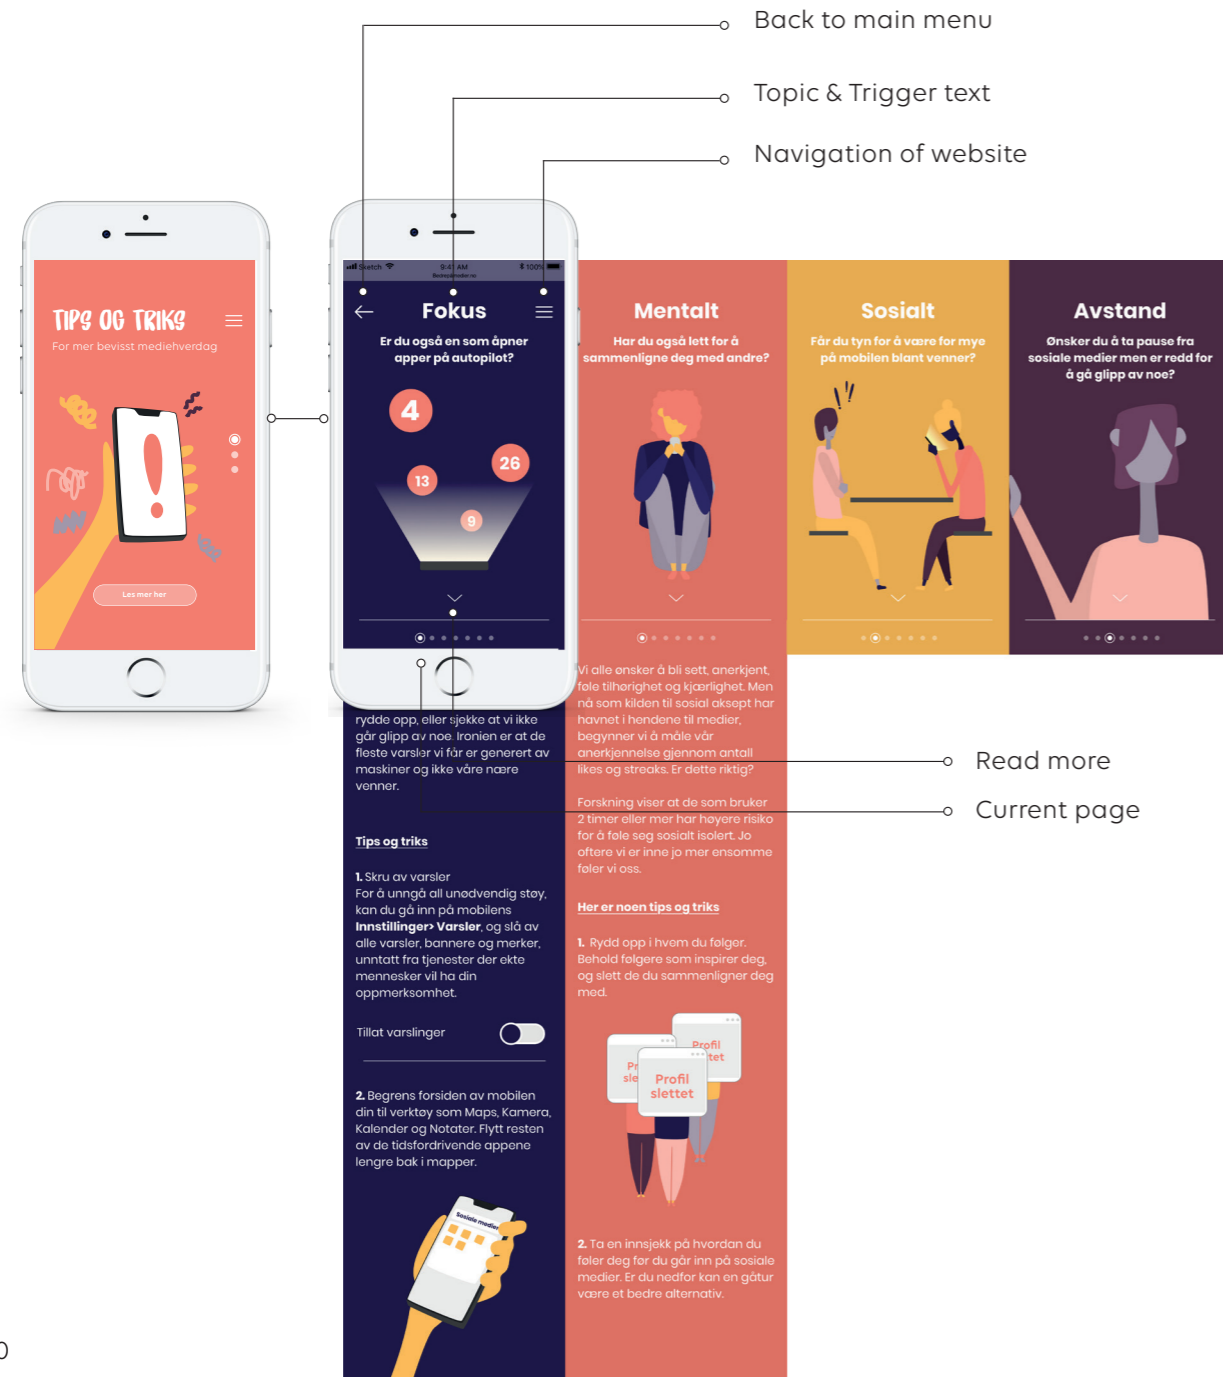 Back to main menu
Topic & Trigger text
Navigation of website
TIPS OG TRIKS
For mer bevisst mediehverdag
Les mer her
Sketch
9:41 AM
100%
Fokus
Er du også en som åpner
apper på autopilot?
4
26
13
9
Mentalt
Har du også lett for å
sammenligne deg med andre?
Sosialt
Får du tyn for å være for mye
på mobilen blant venner?
Avstand
Ønsker du å ta pause fra
sosiale medier men er redd for
å gå glipp av noe?
rydde opp, eller sjekke at vi ikke
går glipp av noe. Ironien er at de
fleste varsler vi får er generert av
maskiner og ikke våre nære
venner.
Tips og triks
1. Skru av varsler
For å unngå all unødvendig støy,
kan du gå inn på mobilens
Innstillinger> Varsler, og slå av
alle varsler, bannere og merker,
unntatt fra tjenester der ekte
mennesker vil ha din
oppmerksomhet.
Tillat varslinger
2. Begrens forsiden av mobilen
din til verktøy som Maps, Kamera,
Kalender og Notater. Flytt resten
av de tidsfordrivende appene
lengre bak i mapper.
Sosiale medier
Vi alle ønsker å bli sett, anerkjent,
føle tilhørighet og kjærlighet. Men
nå som kilden til sosial aksept har
havnet i hendene til medier,
begynner vi å måle vår
anerkjennelse gjennom antall
likes og streaks. Er dette riktig?
Forskning viser at de som bruker
2 timer eller mer har høyere risiko
for å føle seg sosialt isolert. Jo
oftere vi er inne jo mer ensomme
føler vi oss.
Her er noen tips og triks
1. Rydd opp i hvem du følger.
Behold følgere som inspirer deg,
og slett de du sammenligner deg
med.
Profil
slettet
2. Ta en innsjekk på hvordan du
føler deg før du går inn på sosiale
medier. Er du nedfor kan en gåtur
være et bedre alternativ.
Read more
Current page
0